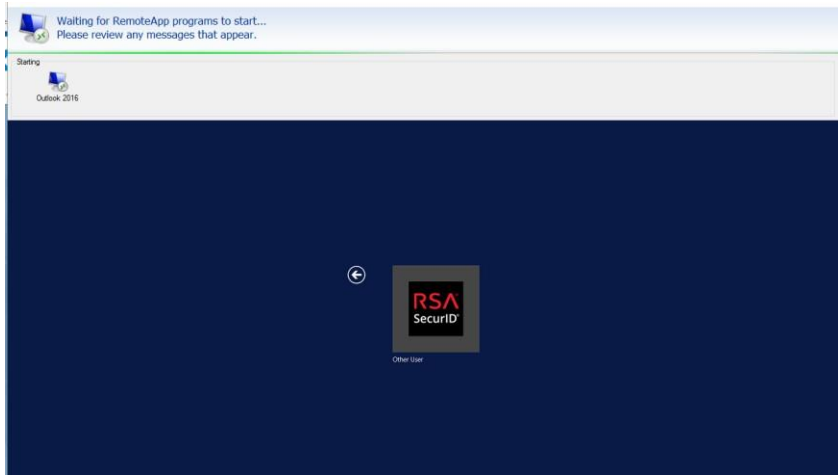 Waiting for RemoteApp programs to start...
Please review any messages that appear.
Starting
Outlook 2016
RSA
SecurID®
Other User